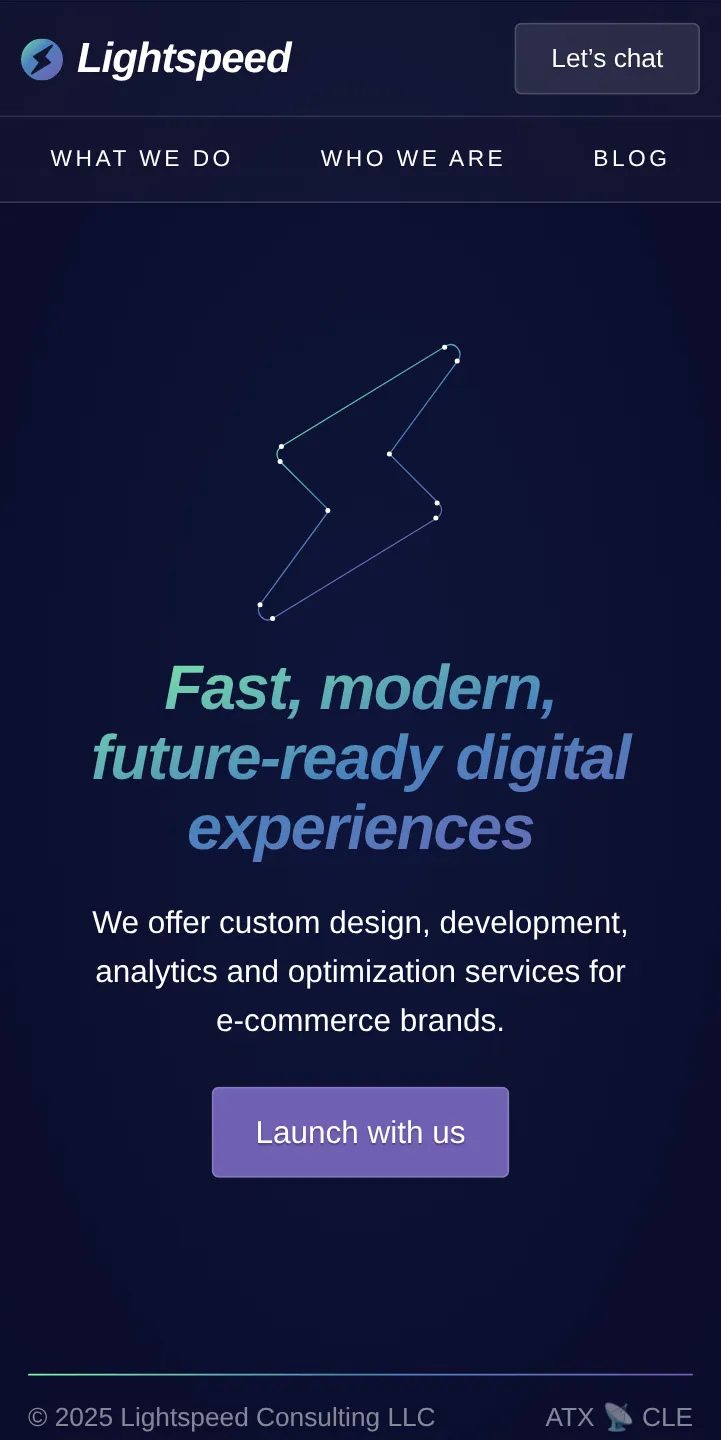 Lightspeed
Let’s chat
WHAT WE DO
WHO WE ARE
BLOG
Fast, modern,
future-ready digital
experiences
We offer custom design, development,
analytics and optimization services for
e-commerce brands.
Launch with us
© 2025 Lightspeed Consulting LLC
ATX 📡 CLE